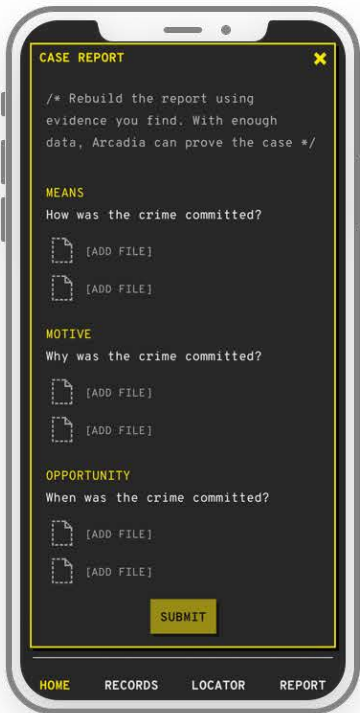 CASE REPORT
/* Rebuild the report using
evidence you find. With enough
data, Arcadia can prove the case */
MEANS
How was the crime committed?
[ADD FILE]
[ADD FILE]
MOTIVE
Why was the crime committed?
[ADD FILE]
[ADD FILE]
OPPORTUNITY
When was the crime committed?
[ADD FILE]
[ADD FILE]
SUBMIT
HOME RECORDS LOCATOR REPORT